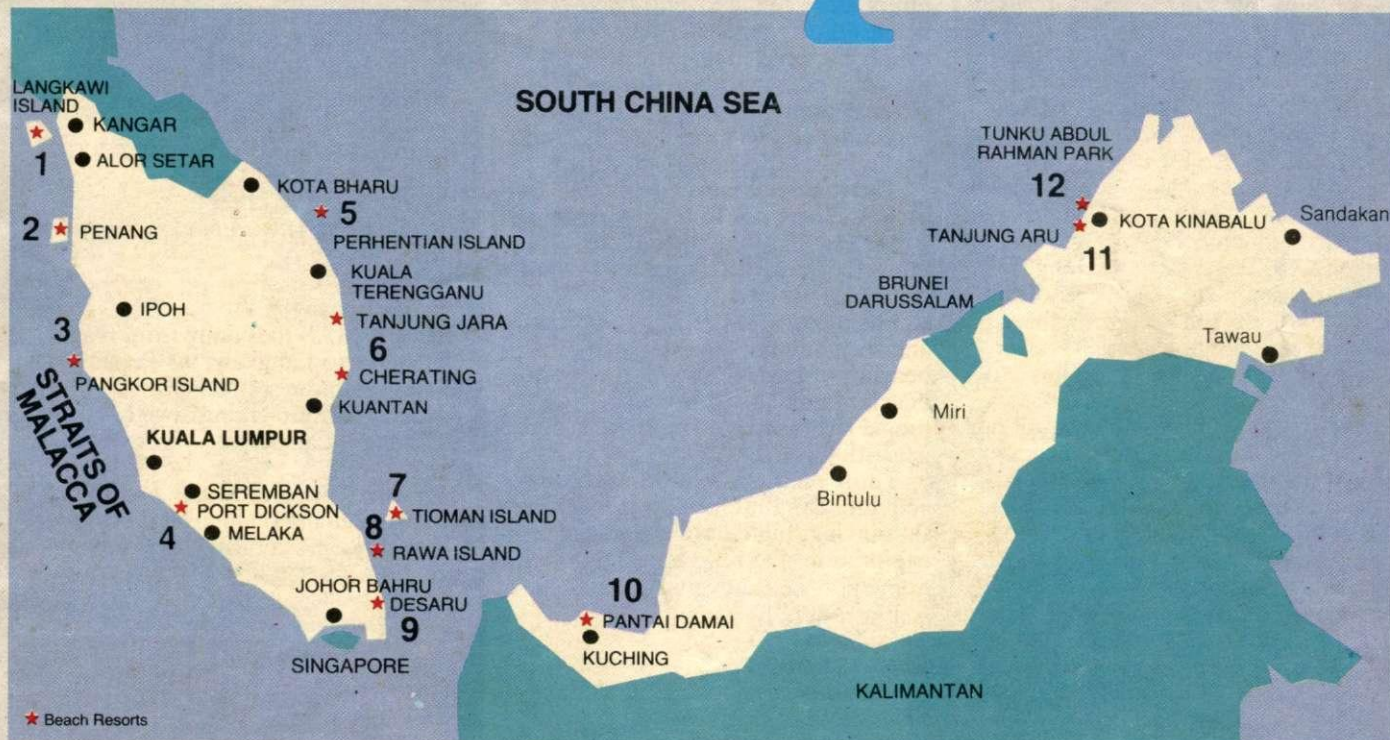 SOUTH CHINA SEA
LANGKAWI
ISLAND
KANGAR
1
ALOR SETAR
KOTA BHARU
5
PERHENTIAN ISLAND
2
PENANG
KUALA
TERENGGANU
IPOH
TANJUNG JARA
3
6
PANGKOR ISLAND
CHERATING
KUANTAN
STRAITS OF
MALACCA
KUALA LUMPUR
SEREMBAN
PORT DICKSON
4
MELAKA
7
TIOMAN ISLAND
8
RAWA ISLAND
JOHOR BAHRU
DESARU
9
SINGAPORE
★ Beach Resorts
TUNKU ABDUL
RAHMAN PARK
12
KOTA KINABALU
Sandakan
TANJUNG ARU
11
BRUNEI
DARUSSALAM
Tawau
Miri
Bintulu
10
PANTAI DAMAI
KUCHING
KALIMANTAN